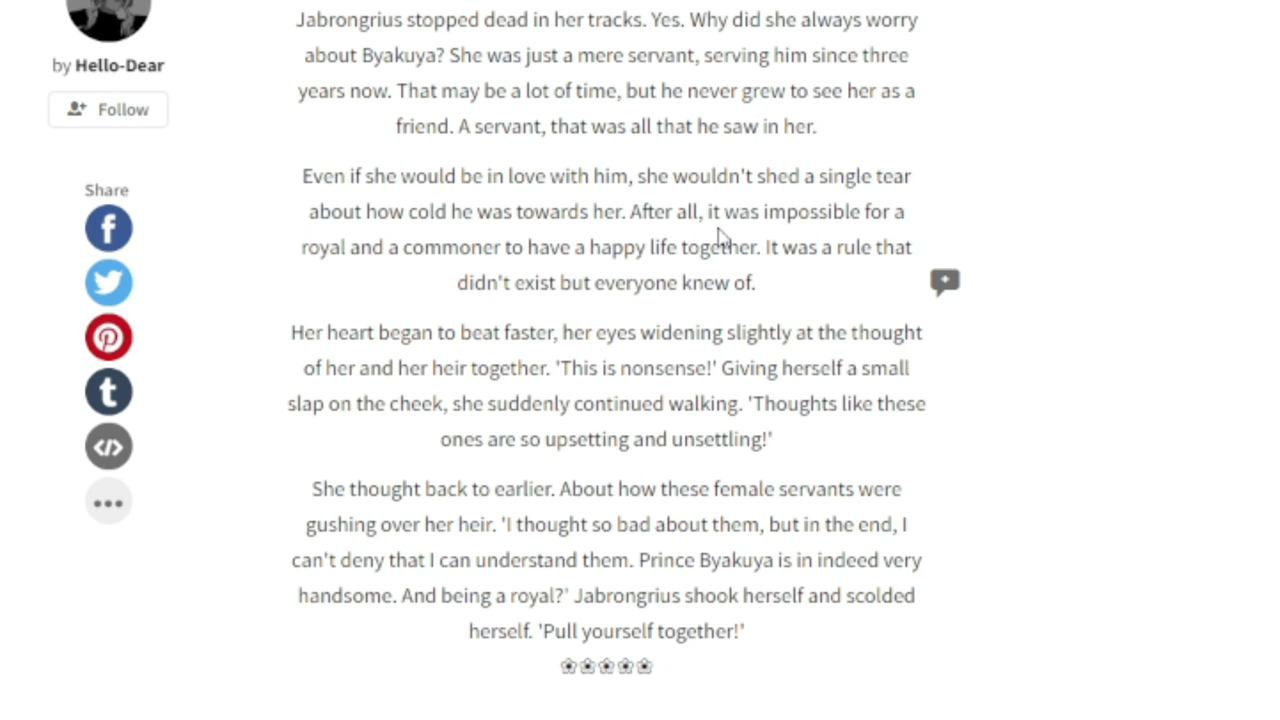 Jabrongrius stopped dead in her tracks. Yes. Why did she always worry
about Byakuya? She was just a mere servant, serving him since three
years now. That may be a lot of time, but he never grew to see her as a
friend. A servant, that was all that he saw in her.
by Hello-Dear
Follow
Share
Even if she would be in love with him, she wouldn't shed a single tear
about how cold he was towards her. After all, it was impossible for a
royal and a commoner to have a happy life together. It was a rule that
didn't exist but everyone knew of.
Her heart began to beat faster, her eyes widening slightly at the thought
of her and her heir together. 'This is nonsense!' Giving herself a small
slap on the cheek, she suddenly continued walking. 'Thoughts like these
ones are so upsetting and unsettling!'
She thought back to earlier. About how these female servants were
gushing over her heir. 'I thought so bad about them, but in the end, I
can't deny that I can understand them. Prince Byakuya is in indeed very
handsome. And being a royal?' Jabrongrius shook herself and scolded
herself. 'Pull yourself together!'
❀❀❀❀❀